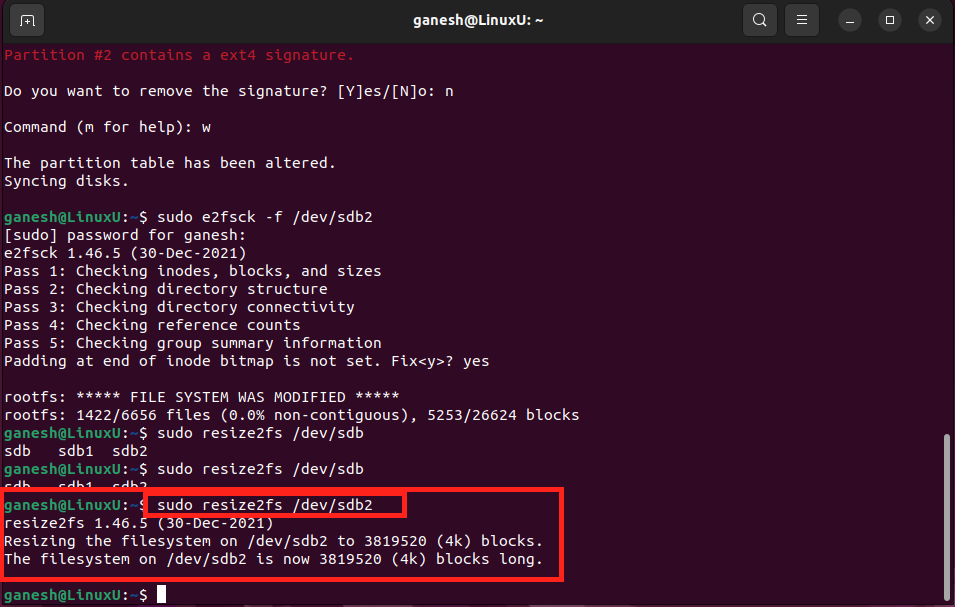 ganesh@LinuxU: ~
Partition #2 contains a ext4 signature.
Do you want to remove the signature? [Y]es/[N]o: n
Command (m for help): w
The partition table has been altered.
Syncing disks.
ganesh@LinuxU:~$ sudo e2fsck -f /dev/sdb2
[sudo] password for ganesh:
e2fsck 1.46.5 (30-Dec-2021)
Pass 1: Checking inodes, blocks, and sizes
Pass 2: Checking directory structure
Pass 3: Checking directory connectivity
Pass 4: Checking reference counts
Pass 5: Checking group summary information
Padding at end of inode bitmap is not set. Fix<y>? yes
rootfs: ***** FILE SYSTEM WAS MODIFIED *****
rootfs: 1422/6656 files (0.0% non-contiguous), 5253/26624 blocks
ganesh@LinuxU:~$ sudo resize2fs /dev/sdb
sdb   sdb1  sdb2
ganesh@LinuxU:~$ sudo resize2fs /dev/sdb
sdb   sdb1  sdb2
ganesh@LinuxU:~$ sudo resize2fs /dev/sdb2
resize2fs 1.46.5 (30-Dec-2021)
Resizing the filesystem on /dev/sdb2 to 3819520 (4k) blocks.
The filesystem on /dev/sdb2 is now 3819520 (4k) blocks long.
ganesh@LinuxU:~$